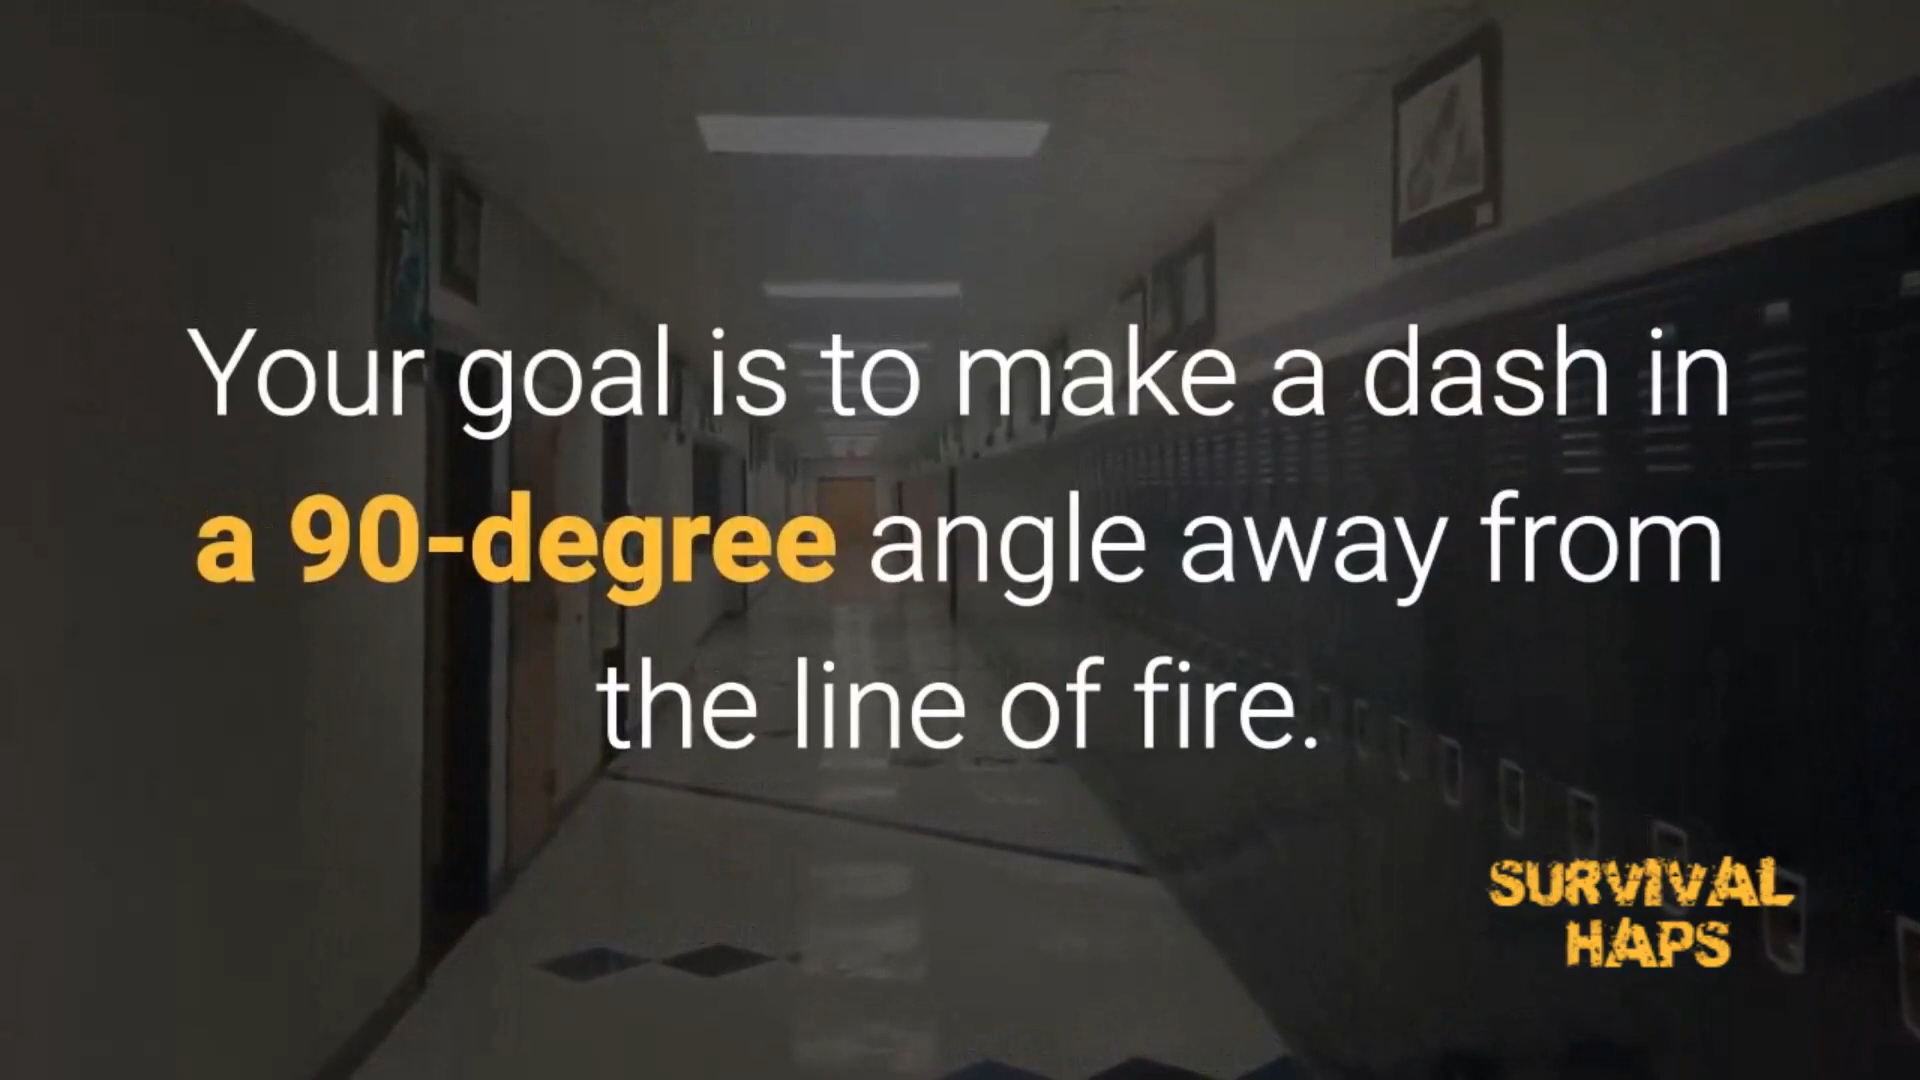 Your goal is to make a dash in
a 90-degree angle away from
the line of fire.
SURVIVAL
HAPS